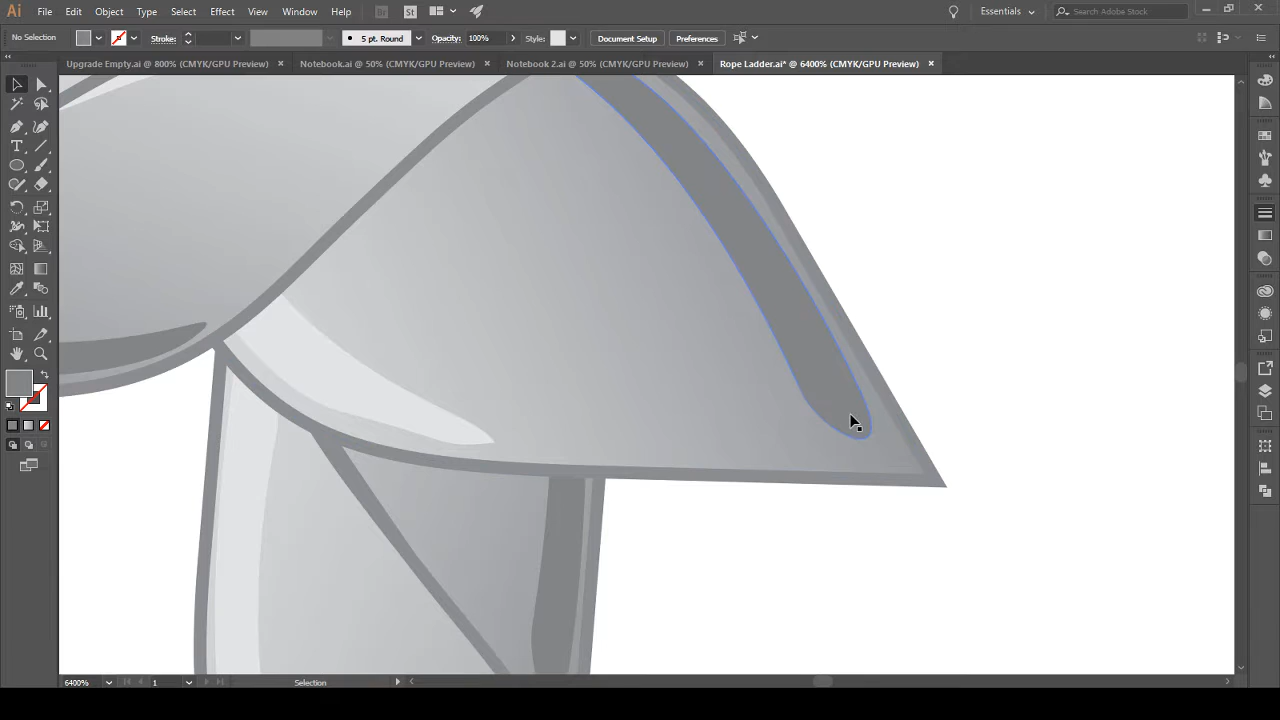 Ai File Edit Object Type Select Effect View Window Help Br St Essentials Search Adobe Stock
No Selection Stroke: 5 pt. Round Opacity: 100% Style: Document Setup Preferences
Upgrade Empty.ai @ 800% (CMYK/GPU Preview) × Notebook.ai @ 50% (CMYK/GPU Preview) × Notebook 2.ai @ 50% (CMYK/GPU Preview) × Rope Ladder.ai* @ 6400% (CMYK/GPU Preview) ×
6400% 1 Selection